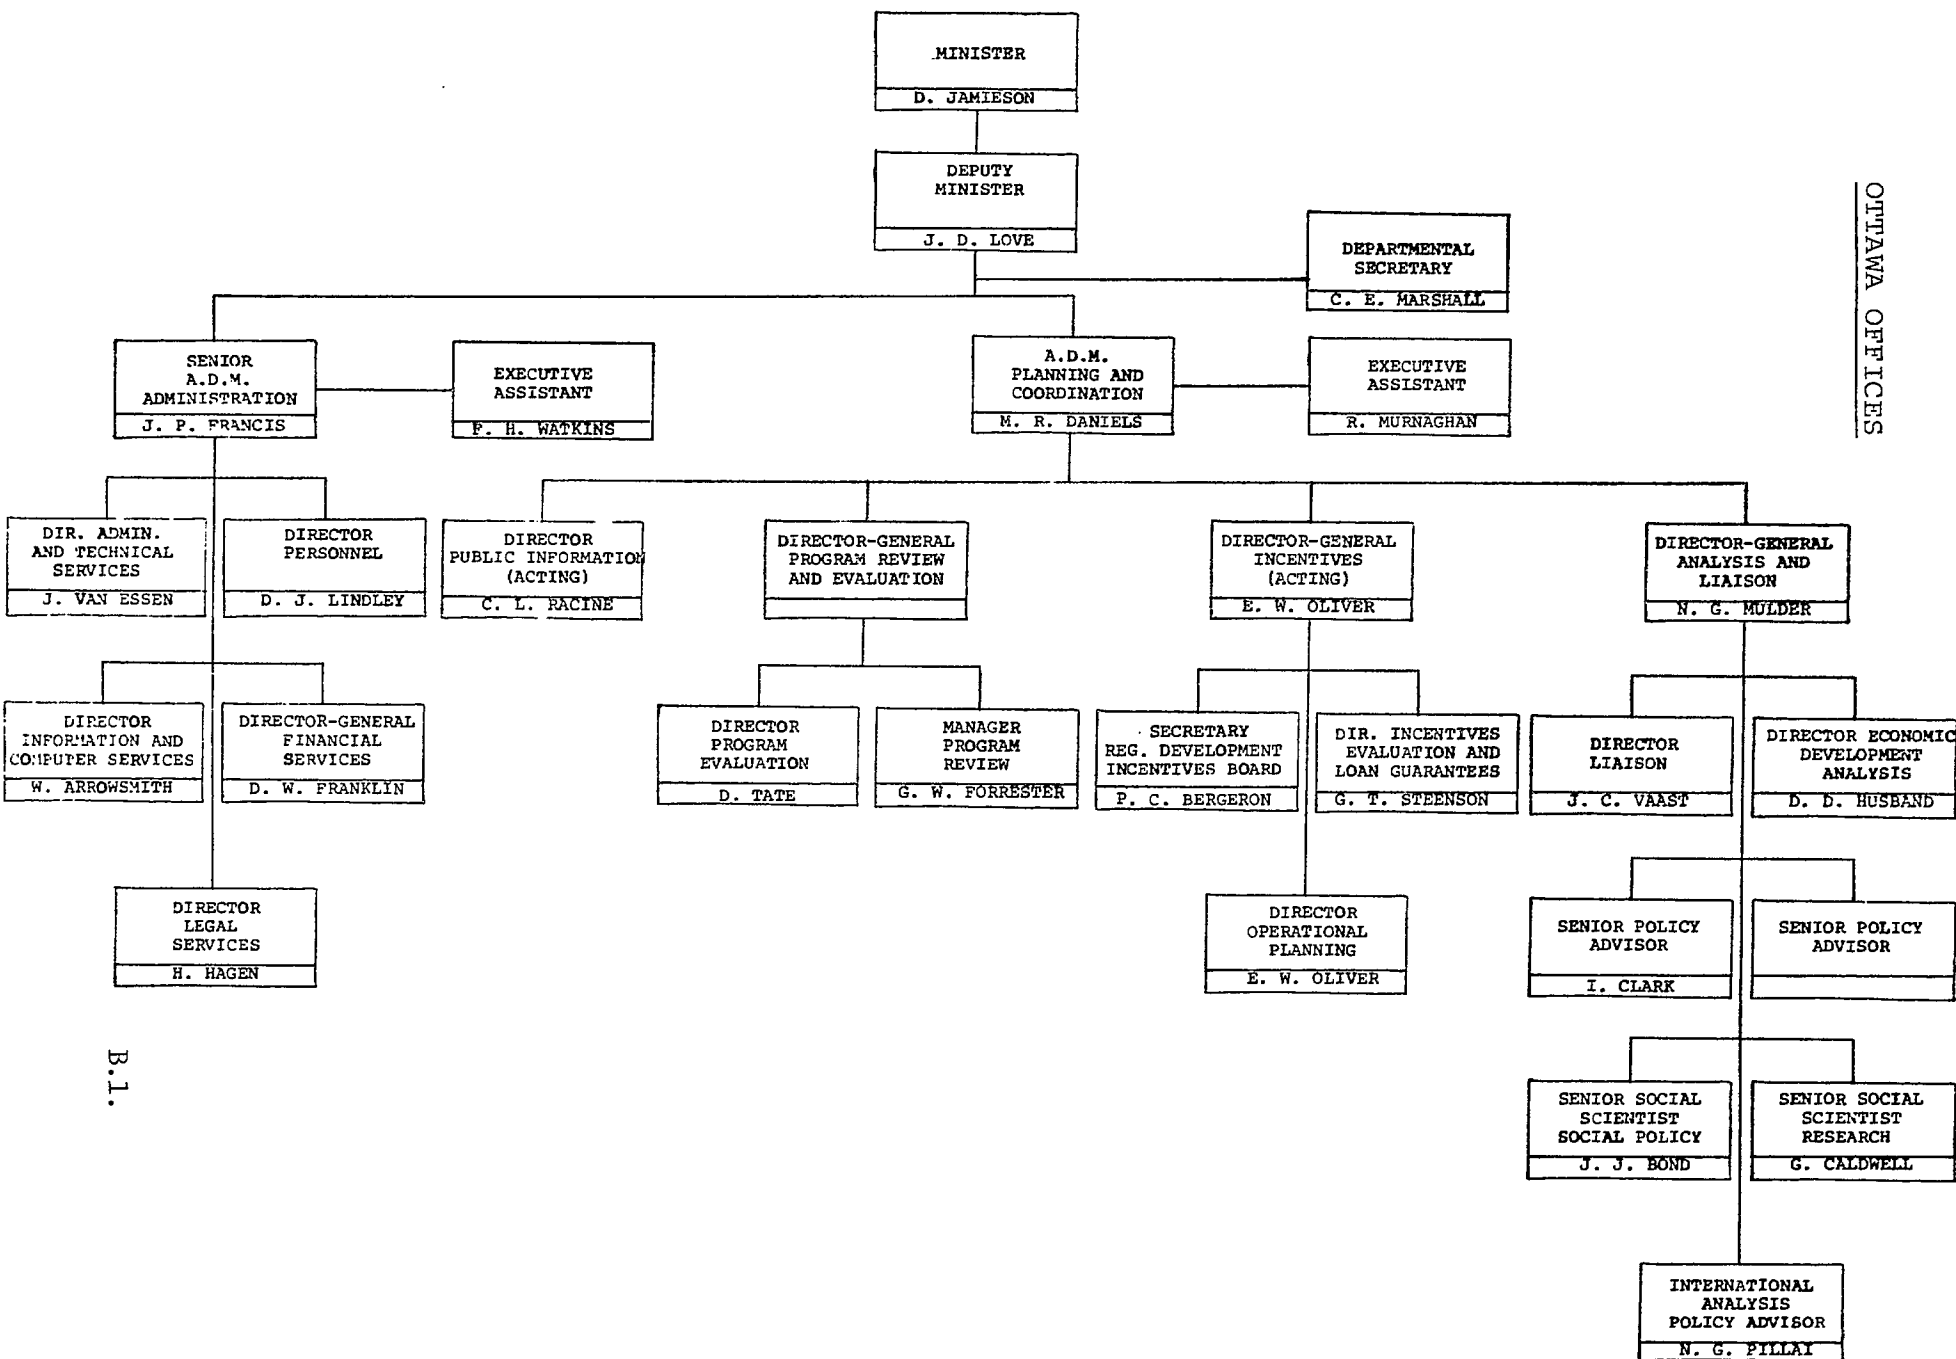 OTTAWA OFFICES
MINISTER
D. JAMIESON
DEPUTY
MINISTER
J. D. LOVE
DEPARTMENTAL
SECRETARY
C. E. MARSHALL
SENIOR
A.D.M.
ADMINISTRATION
J. P. FRANCIS
EXECUTIVE
ASSISTANT
F. H. WATKINS
A.D.M.
PLANNING AND
COORDINATION
M. R. DANIELS
EXECUTIVE
ASSISTANT
R. MURNAGHAN
DIR. ADMIN.
AND TECHNICAL
SERVICES
J. VAN ESSEN
DIRECTOR
PERSONNEL
D. J. LINDLEY
DIRECTOR
PUBLIC INFORMATION
(ACTING)
C. L. RACINE
DIRECTOR-GENERAL
PROGRAM REVIEW
AND EVALUATION
DIRECTOR-GENERAL
INCENTIVES
(ACTING)
E. W. OLIVER
DIRECTOR-GENERAL
ANALYSIS AND
LIAISON
N. G. MULDER
DIRECTOR
INFORMATION AND
COMPUTER SERVICES
W. ARROWSMITH
DIRECTOR-GENERAL
FINANCIAL
SERVICES
D. W. FRANKLIN
DIRECTOR
PROGRAM
EVALUATION
D. TATE
MANAGER
PROGRAM
REVIEW
G. W. FORRESTER
SECRETARY
REG. DEVELOPMENT
INCENTIVES BOARD
P. C. BERGERON
DIR. INCENTIVES
EVALUATION AND
LOAN GUARANTEES
G. T. STEENSON
DIRECTOR
LIAISON
J. C. VAAST
DIRECTOR ECONOMIC
DEVELOPMENT
ANALYSIS
D. D. HUSBAND
DIRECTOR
LEGAL
SERVICES
H. HAGEN
DIRECTOR
OPERATIONAL
PLANNING
E. W. OLIVER
SENIOR POLICY
ADVISOR
I. CLARK
SENIOR POLICY
ADVISOR
SENIOR SOCIAL
SCIENTIST
SOCIAL POLICY
J. J. BOND
SENIOR SOCIAL
SCIENTIST
RESEARCH
G. CALDWELL
INTERNATIONAL
ANALYSIS
POLICY ADVISOR
N. G. PILLAI
B.1.